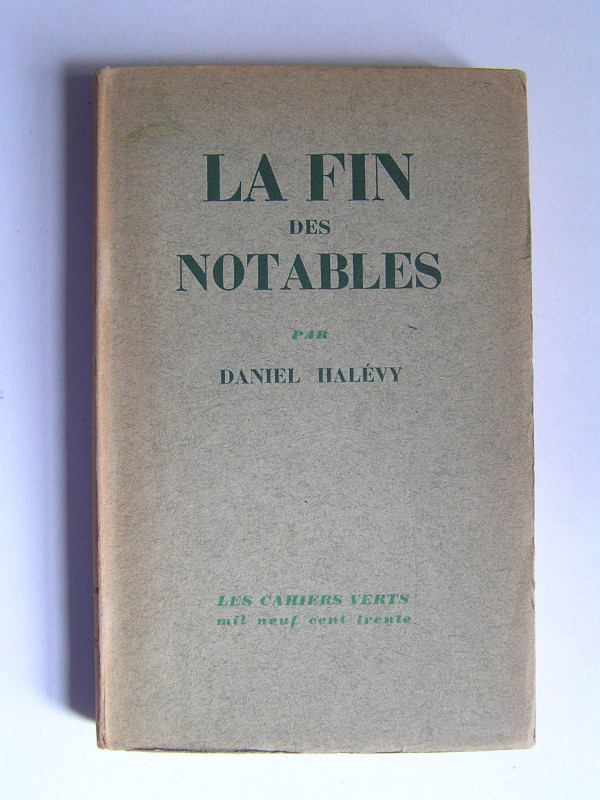 LA FIN
DES
NOTABLES
PAR
DANIEL HALÉVY
LES CAHIERS VERTS
mil neuf cent trente